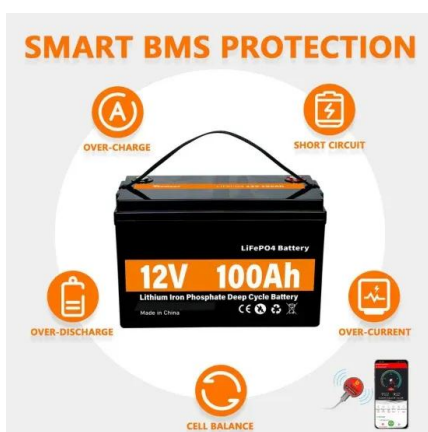 SMART BMS PROTECTION
A
OVER-CHARGE
SHORT CIRCUIT
LiFePO4 Battery
12V 100Ah
Lithium Iron Phosphate Deep Cycle Battery
Made in China
CE
OVER-DISCHARGE
OVER-CURRENT
CELL BALANCE